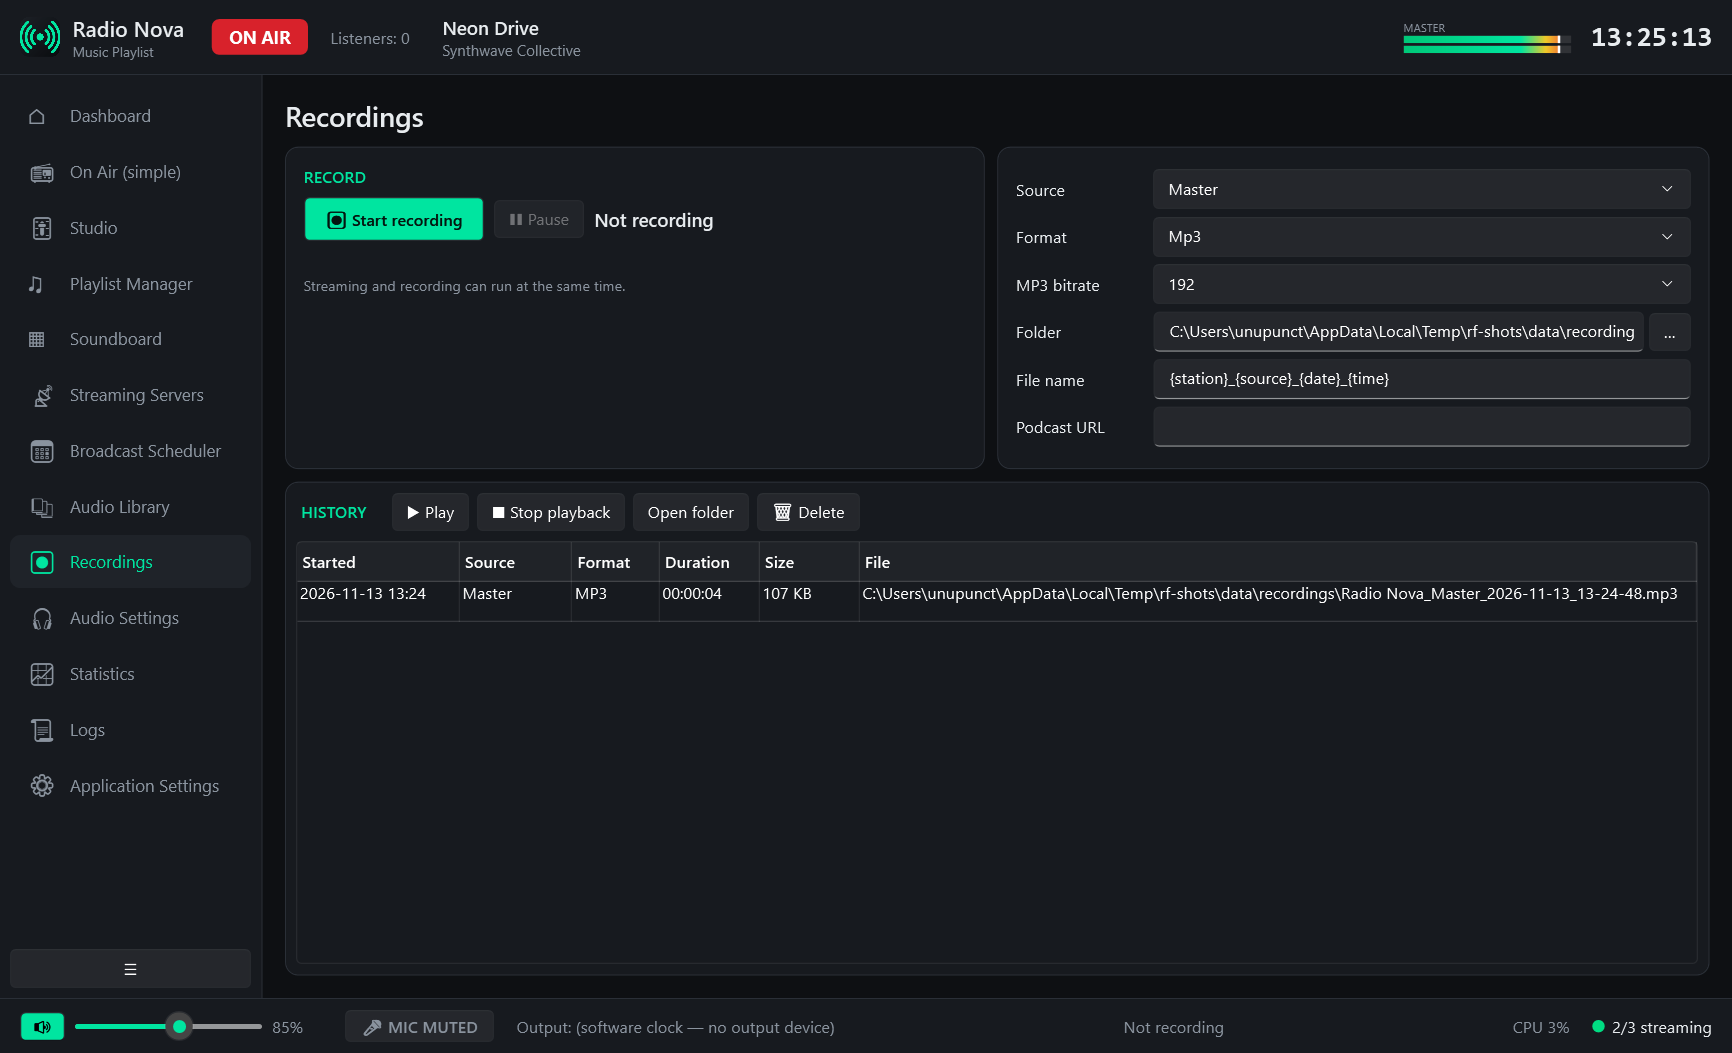 Radio Nova
Music Playlist
ON AIR
Listeners: 0
Neon Drive
Synthwave Collective
MASTER
13:25:13
Dashboard
On Air (simple)
Studio
Playlist Manager
Soundboard
Streaming Servers
Broadcast Scheduler
Audio Library
Recordings
Audio Settings
Statistics
Logs
Application Settings
Recordings
RECORD
Start recording
Pause
Not recording
Streaming and recording can run at the same time.
Source
Master
Format
Mp3
MP3 bitrate
192
Folder
C:\Users\unupunct\AppData\Local\Temp\rf-shots\data\recording
...
File name
{station}_{source}_{date}_{time}
Podcast URL
HISTORY
Play
Stop playback
Open folder
Delete
Started Source Format Duration Size File
2026-11-13 13:24 Master MP3 00:00:04 107 KB C:\Users\unupunct\AppData\Local\Temp\rf-shots\data\recordings\Radio Nova_Master_2026-11-13_13-24-48.mp3
85%
MIC MUTED
Output: (software clock — no output device)
Not recording
CPU 3%
2/3 streaming